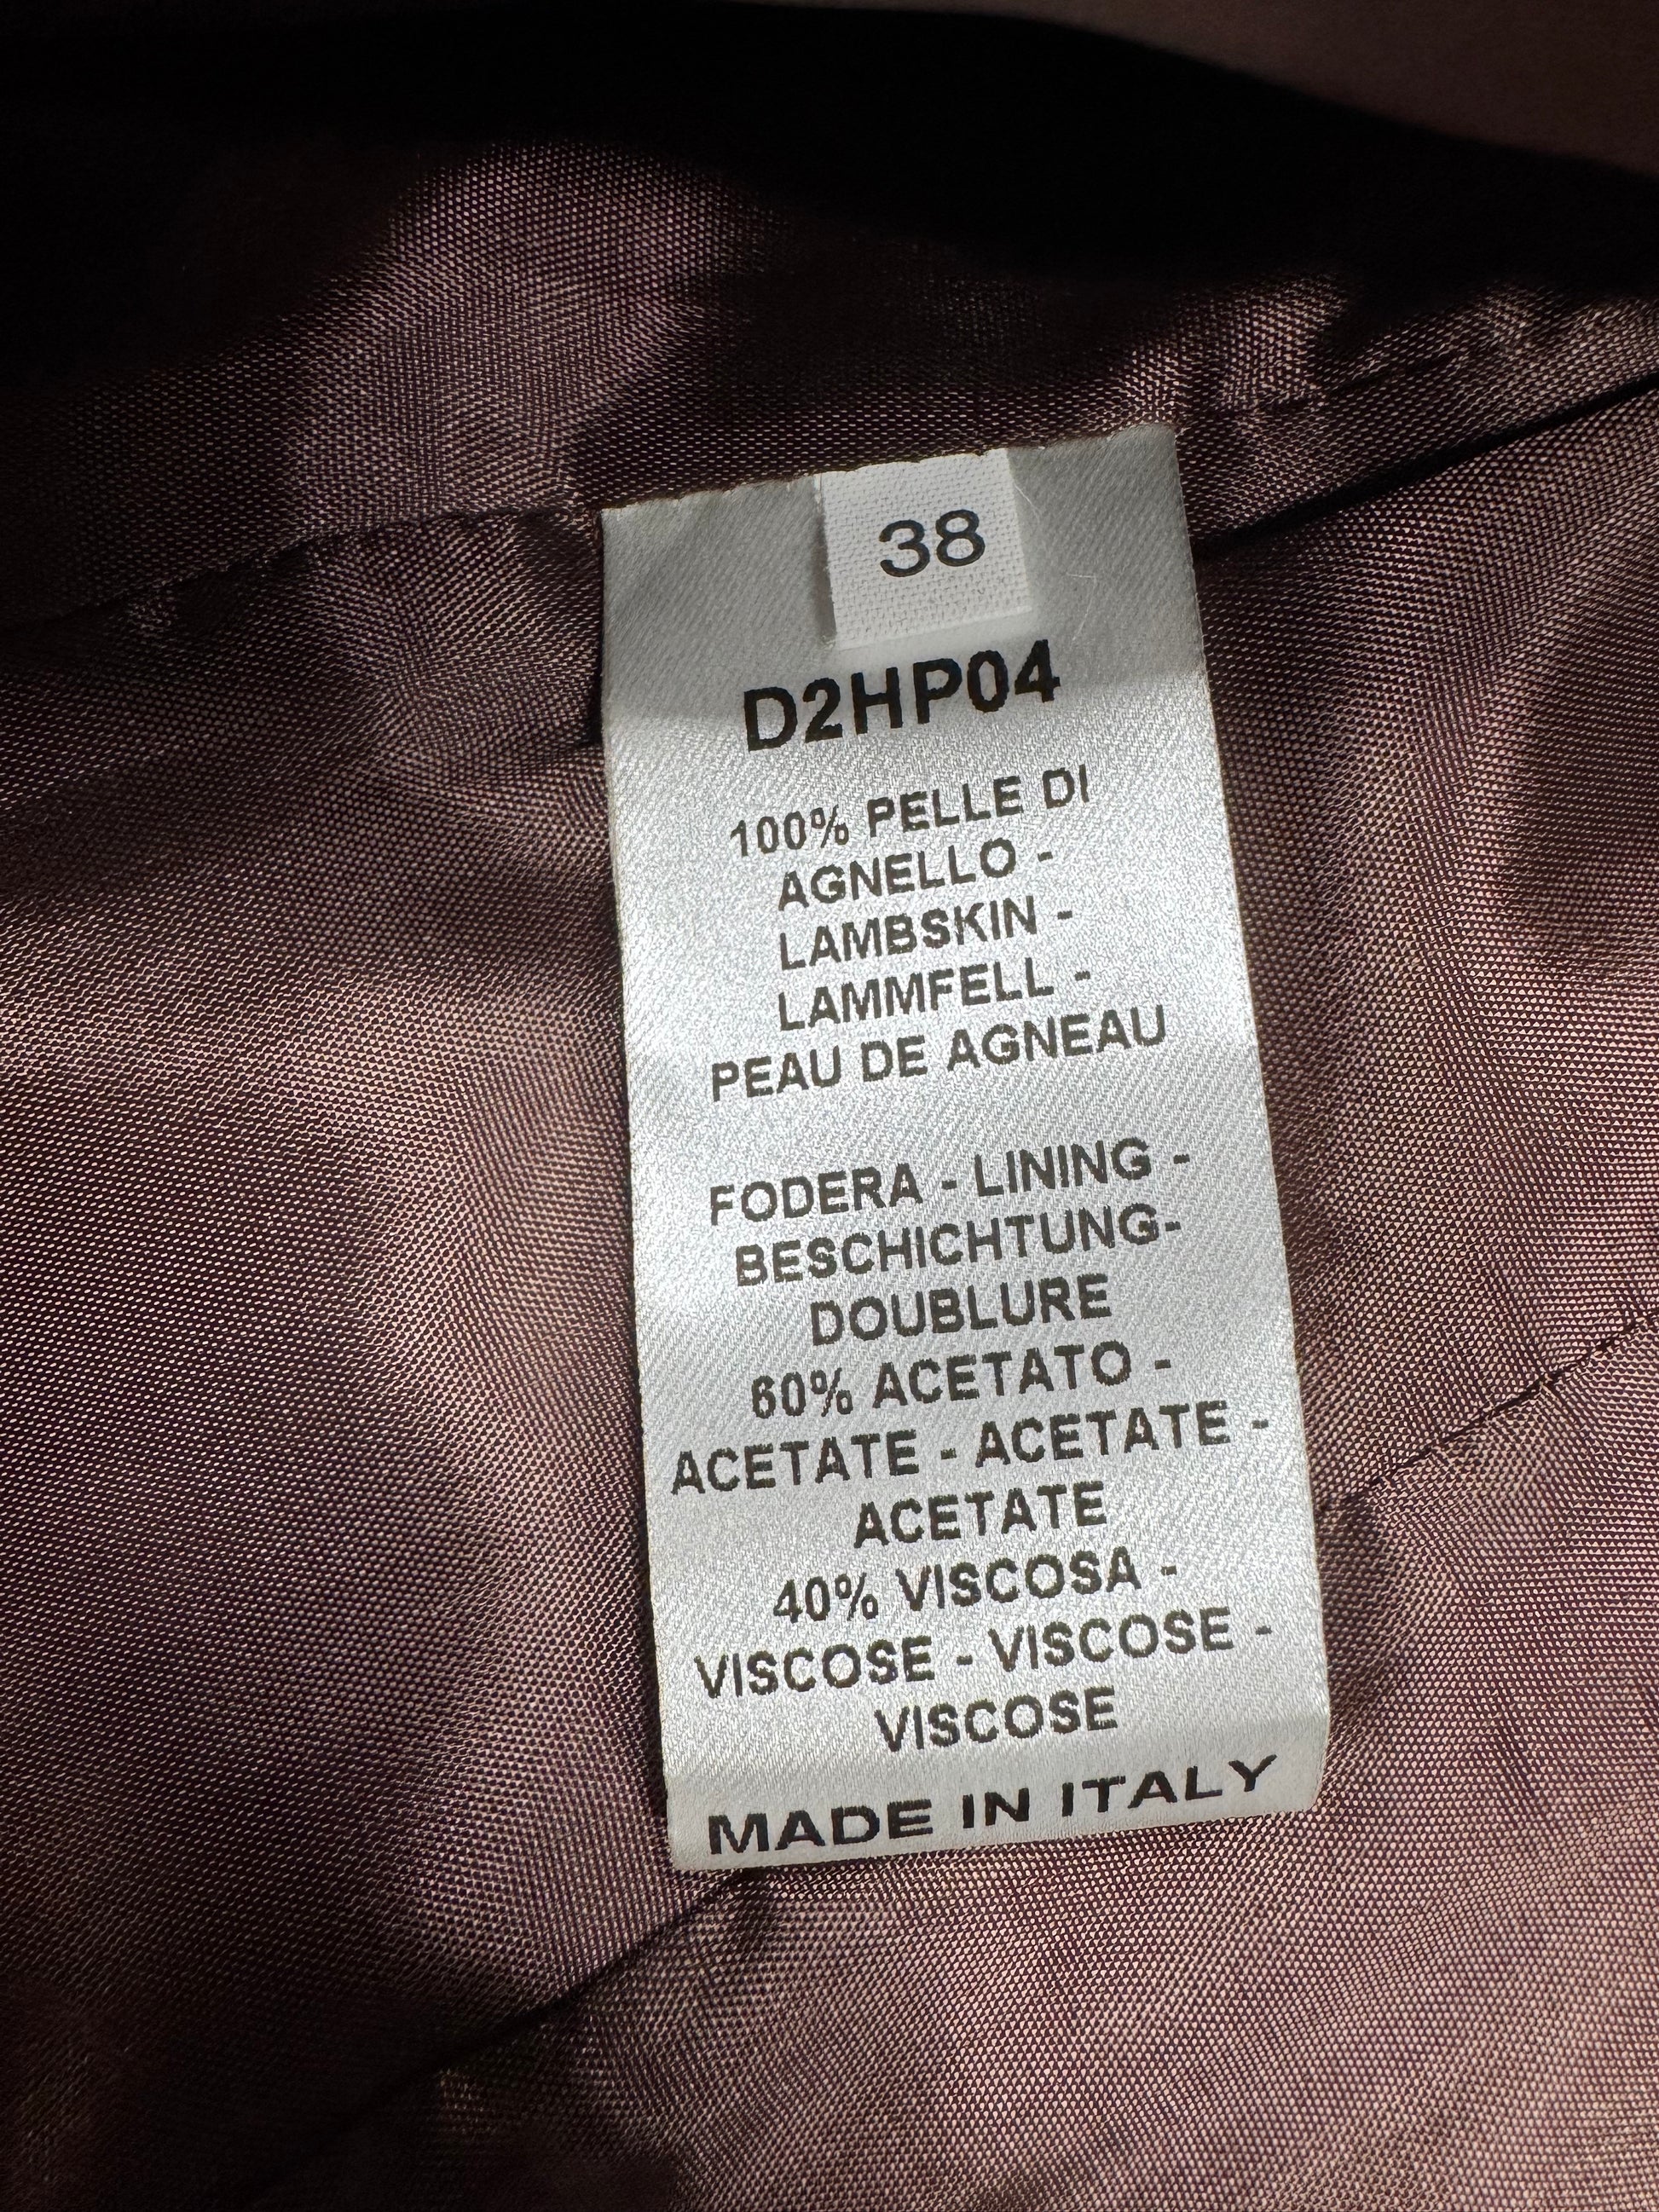 38
D2HP04
100% PELLE DI
AGNELLO -
LAMBSKIN -
LAMMFELL -
PEAU DE AGNEAU
FODERA - LINING -
BESCHICHTUNG-
DOUBLURE
60% ACETATO -
ACETATE - ACETATE -
ACETATE
40% VISCOSA -
VISCOSE - VISCOSE -
VISCOSE
MADE IN ITALY